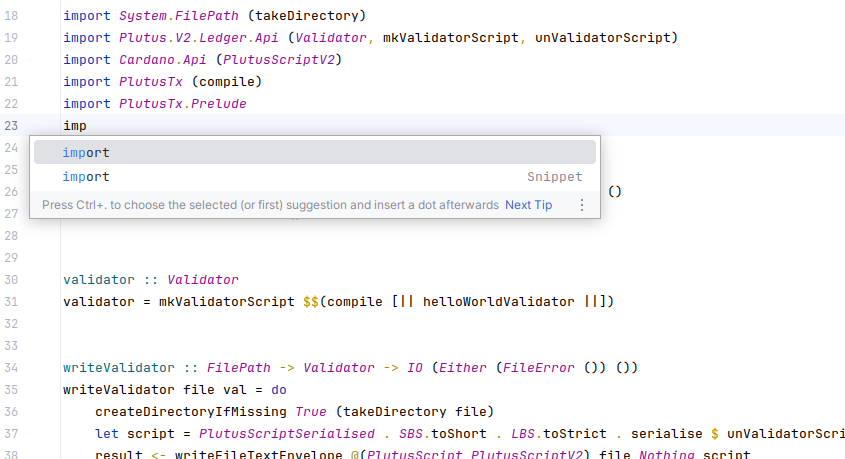 18 import System.FilePath (takeDirectory)
19 import Plutus.V2.Ledger.Api (Validator, mkValidatorScript, unValidatorScript)
20 import Cardano.Api (PlutusScriptV2)
21 import PlutusTx (compile)
22 import PlutusTx.Prelude
23 imp
24 import
25 import Snippet
26 ()
27 Press Ctrl+. to choose the selected (or first) suggestion and insert a dot afterwards Next Tip
28
29
30 validator :: Validator
31 validator = mkValidatorScript $$(compile [|| helloWorldValidator ||])
32
33
34 writeValidator :: FilePath -> Validator -> IO (Either (FileError ()) ())
35 writeValidator file val = do
36 createDirectoryIfMissing True (takeDirectory file)
37 let script = PlutusScriptSerialised . SBS.toShort . LBS.toStrict . serialise $ unValidatorScri
38 result <- writeFileTextEnvelope @(PlutusScript PlutusScriptV2) file Nothing script